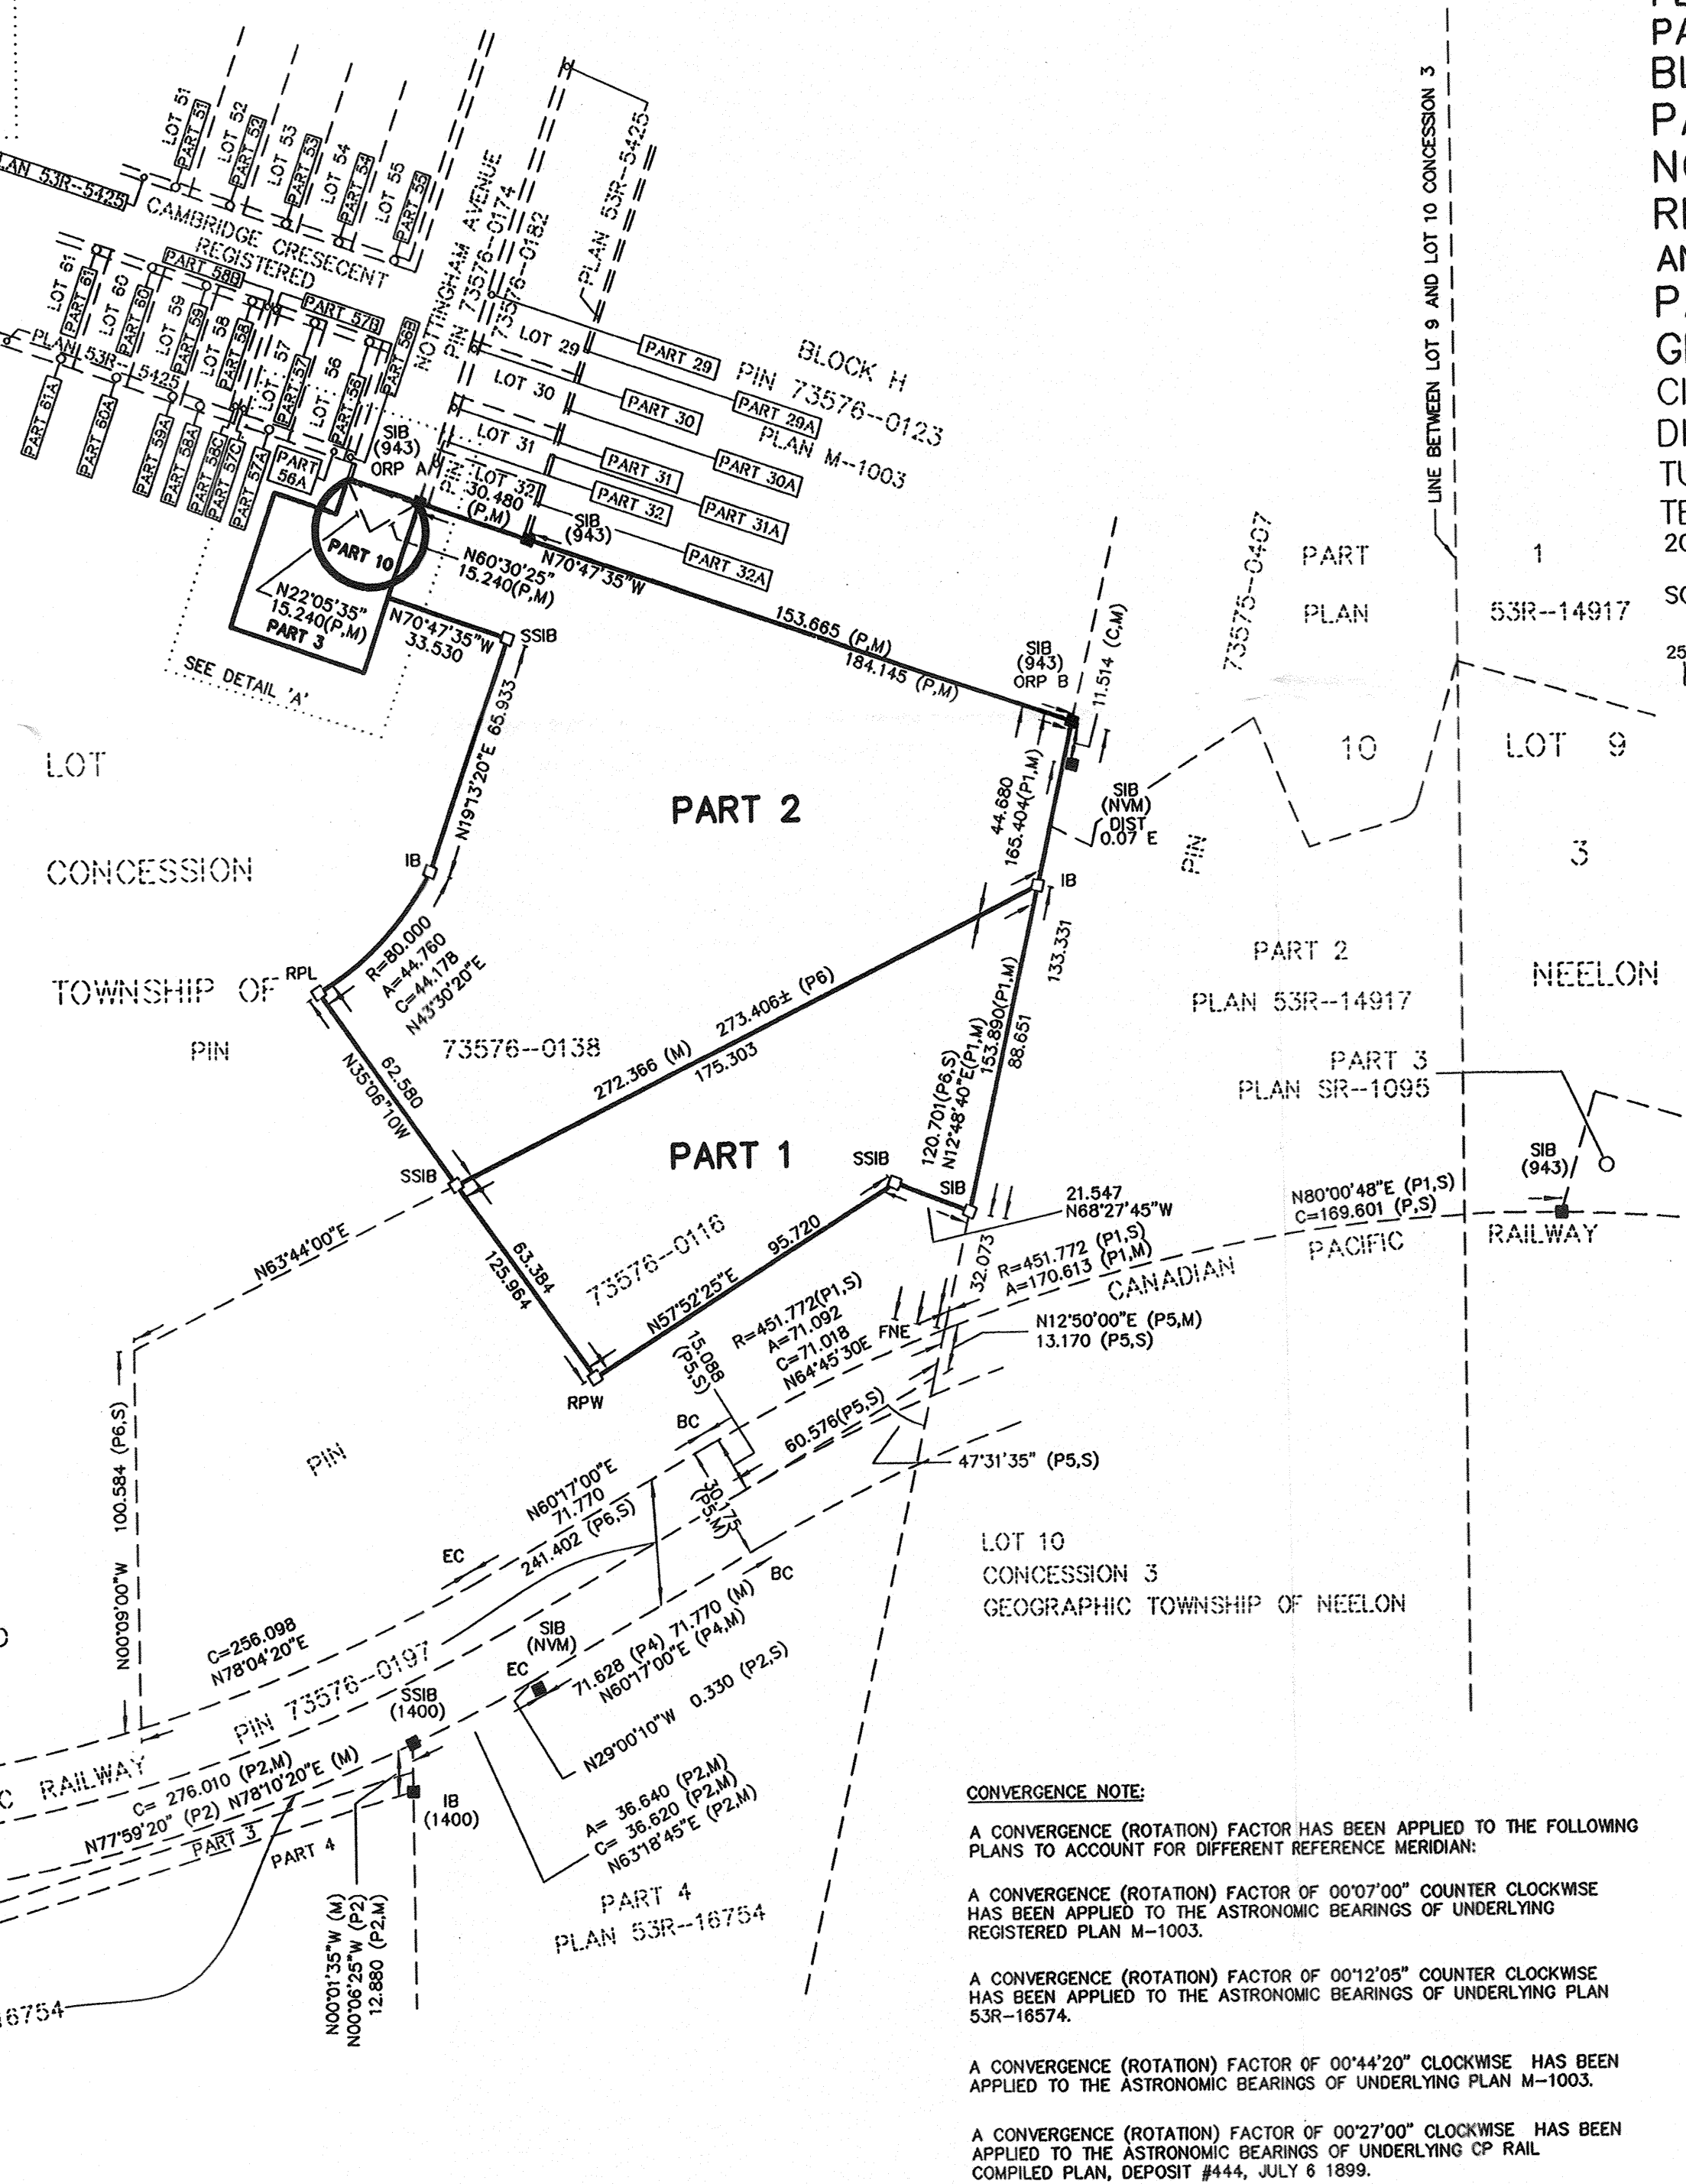 LOT 51
PART 51
LOT 52
PART 52
LOT 53
PART 53
LOT 54
PART 54
LOT 55
PART 55
PLAN 53R--5425
CAMBRIDGE CRESECENT
REGISTERED
NOTTINGHAM AVENUE
PIN 73576--0174
73576--0182
PLAN 53R--5425
LOT 61
PART 61
LOT 60
PART 60
LOT 59
PART 59
LOT 58
PART 58
PART 58B
LOT 57
PART 57
PART 57B
LOT 56
PART 56
PART 56B
PLAN 53R--5425
PART 61A
PART 60A
PART 59A
PART 58A
PART 58C
PART 57C
PART 57A
PART
56A
LOT 29
PART 29
PART 29A
LOT 30
PART 30
PART 30A
LOT 31
PART 31
PART 31A
LOT 32
PART 32
PART 32A
BLOCK H
PIN 73576--0123
PLAN M--1003
SIB
(943)
ORP A
30.480
(P,M)
SIB
(943)
PART 10
N60°30'25"
15.240(P,M)
N22°05'35"
15.240(P,M)
PART 3
SEE DETAIL 'A'
N70°47'35"W
33.530
SSIB
N70°47'35"W
153.665 (P,M)
184.145 (P,M)
SIB
(943)
ORP B
11.514 (C,M)
73575--0407
LINE BETWEEN LOT 9 AND LOT 10 CONCESSION 3
PART 1
PLAN 53R--14917
10
LOT 9
3
NEELON
PIN
LOT
CONCESSION
TOWNSHIP OF
PIN
73576--0138
N19°13'20"E 65.933
IB
R=80.000
A=44.760
C=44.178
N43°30'20"E
RPL
62.580
N35°06'10W
PART 2
44.680
165.404(P1,M)
SIB
(NVM)
DIST
0.07 E
IB
133.331
272.366 (M) 273.406± (P6)
175.303
120.701(P6,S)
N12°48'40"E(P1,M)
153.890(P1,M)
88.651
PART 2
PLAN 53R--14917
PART 3
PLAN SR--1095
SIB
(943)
PART 1
SSIB
SSIB
SIB
21.547
N68°27'45"W
N80°00'48"E (P1,S)
C=169.601 (P,S)
R=451.772 (P1,S)
A=170.613 (P1,M)
CANADIAN PACIFIC RAILWAY
32.073
N63°44'00"E
63.384
125.964
73576--0116
95.720
N57°52'25"E
RPW
R=451.772(P1,S)
A=71.092
C=71.018
N64°45'30E
FNE
N12°50'00"E (P5,M)
13.170 (P5,S)
15.088
(P5,S)
BC
60.576(P5,S)
47°31'35" (P5,S)
30.175
(P5,M)
BC
N00°09'00"W 100.584 (P6,S)
PIN
N60°17'00"E
71.770
241.402 (P6,S)
EC
C=256.098
N78°04'20"E
PIN 73576--0197
C RAILWAY
SIB
(NVM)
EC
71.628 (P4) 71.770 (M)
N60°17'00"E (P4,M)
N29°00'10"W 0.330 (P2,S)
SSIB
(1400)
C= 276.010 (P2,M)
N77°59'20" (P2) N78°10'20"E (M)
PART 3
PART 4
IB
(1400)
A= 36.640 (P2,M)
C= 36.620 (P2,M)
N63°18'45"E (P2,M)
PART 4
PLAN 53R--16754
N00°01'35"W (M)
N00°06'25"W (P2)
12.880 (P2,M)
16754
LOT 10
CONCESSION 3
GEOGRAPHIC TOWNSHIP OF NEELON
CONVERGENCE NOTE:
A CONVERGENCE (ROTATION) FACTOR HAS BEEN APPLIED TO THE FOLLOWING
PLANS TO ACCOUNT FOR DIFFERENT REFERENCE MERIDIAN:
A CONVERGENCE (ROTATION) FACTOR OF 00°07'00" COUNTER CLOCKWISE
HAS BEEN APPLIED TO THE ASTRONOMIC BEARINGS OF UNDERLYING
REGISTERED PLAN M-1003.
A CONVERGENCE (ROTATION) FACTOR OF 00°12'05" COUNTER CLOCKWISE
HAS BEEN APPLIED TO THE ASTRONOMIC BEARINGS OF UNDERLYING PLAN
53R-16574.
A CONVERGENCE (ROTATION) FACTOR OF 00°44'20" CLOCKWISE HAS BEEN
APPLIED TO THE ASTRONOMIC BEARINGS OF UNDERLYING PLAN M-1003.
A CONVERGENCE (ROTATION) FACTOR OF 00°27'00" CLOCKWISE HAS BEEN
APPLIED TO THE ASTRONOMIC BEARINGS OF UNDERLYING CP RAIL
COMPILED PLAN, DEPOSIT #444, JULY 6 1899.